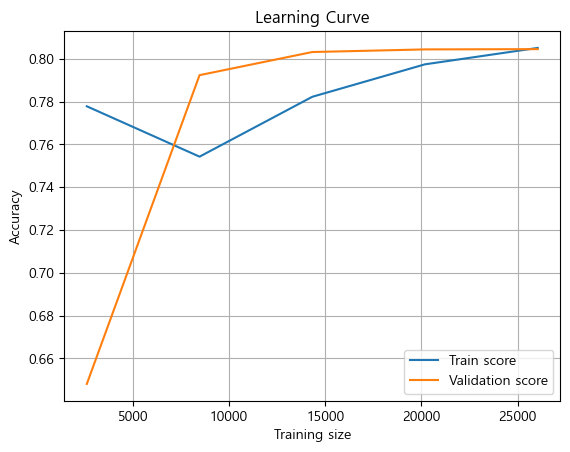 Learning Curve
0.80
0.78
0.76
0.74
0.72
0.70
0.68
0.66
Accuracy
5000
10000
15000
20000
25000
Training size
Train score
Validation score